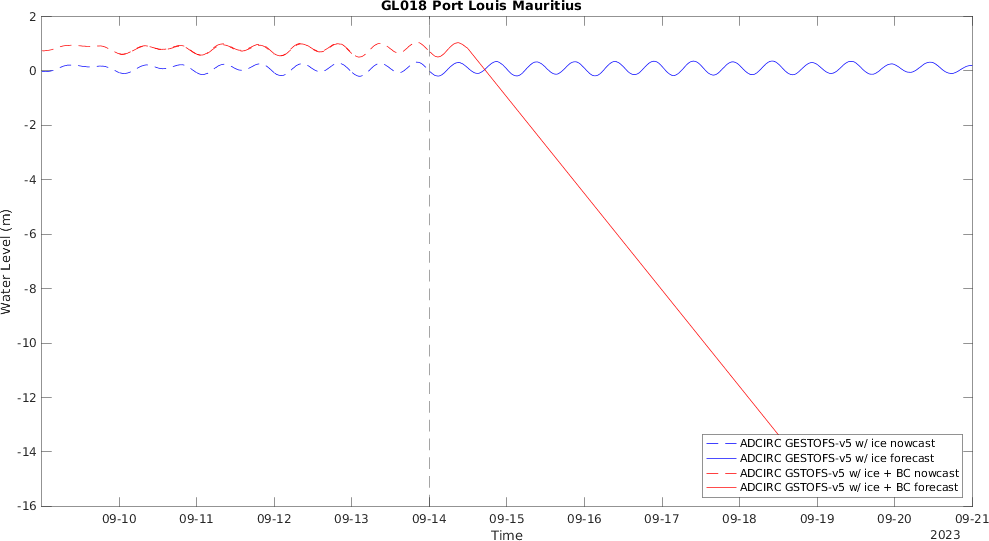 GL018 Port Louis Mauritius
Water Level (m)
2
0
-2
-4
-6
-8
-10
-12
-14
-16
ADCIRC GESTOFS-v5 w/ ice nowcast
ADCIRC GESTOFS-v5 w/ ice forecast
ADCIRC GSTOFS-v5 w/ ice + BC nowcast
ADCIRC GSTOFS-v5 w/ ice + BC forecast
09-10 09-11 09-12 09-13 09-14 09-15 09-16 09-17 09-18 09-19 09-20 09-21
Time
2023